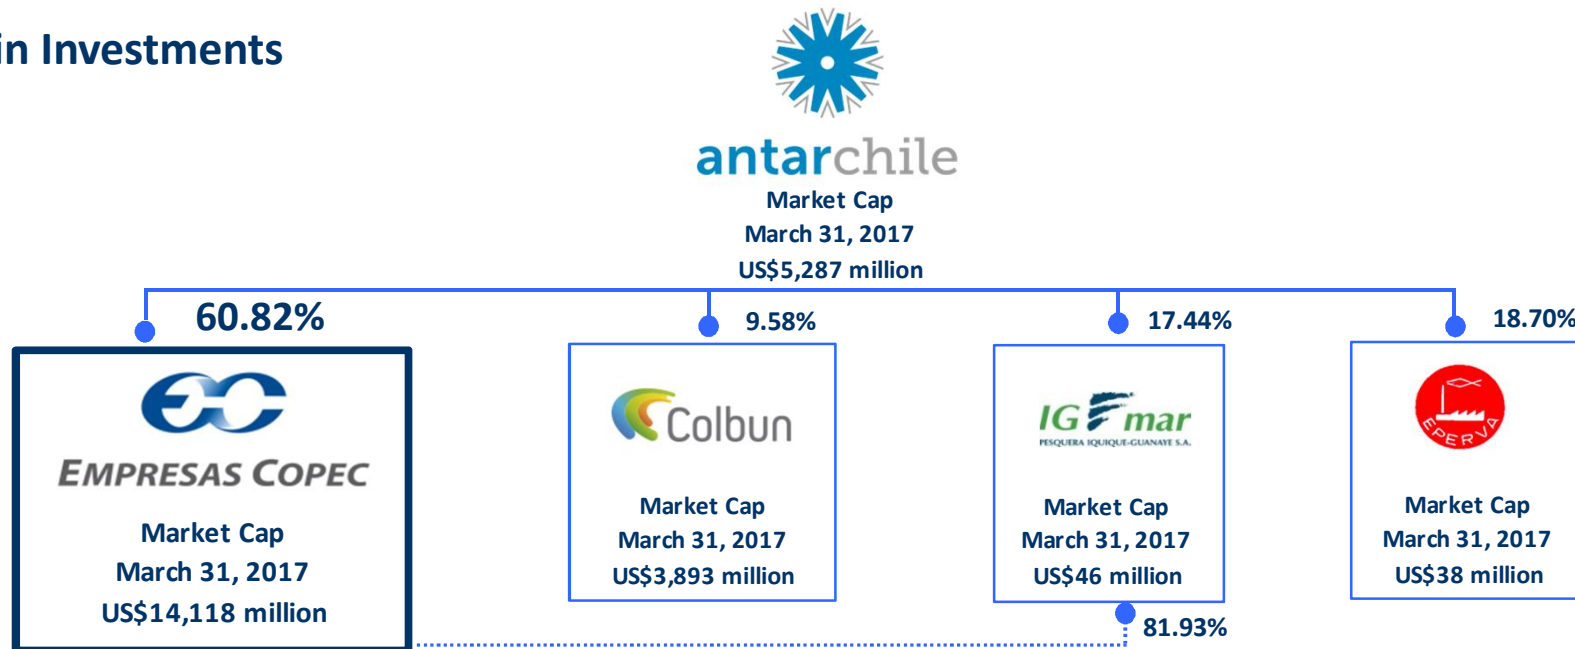 in Investments
antarchile
Market Cap
March 31, 2017
US$5,287 million
60.82%
9.58%
17.44%
18.70%
EMPRESAS COPEC
Market Cap
March 31, 2017
US$14,118 million
Colbun
Market Cap
March 31, 2017
US$3,893 million
IG mar
PESQUERA IQUIQUE-GUANAYE S.A.
Market Cap
March 31, 2017
US$46 million
EPERVA
Market Cap
March 31, 2017
US$38 million
81.93%